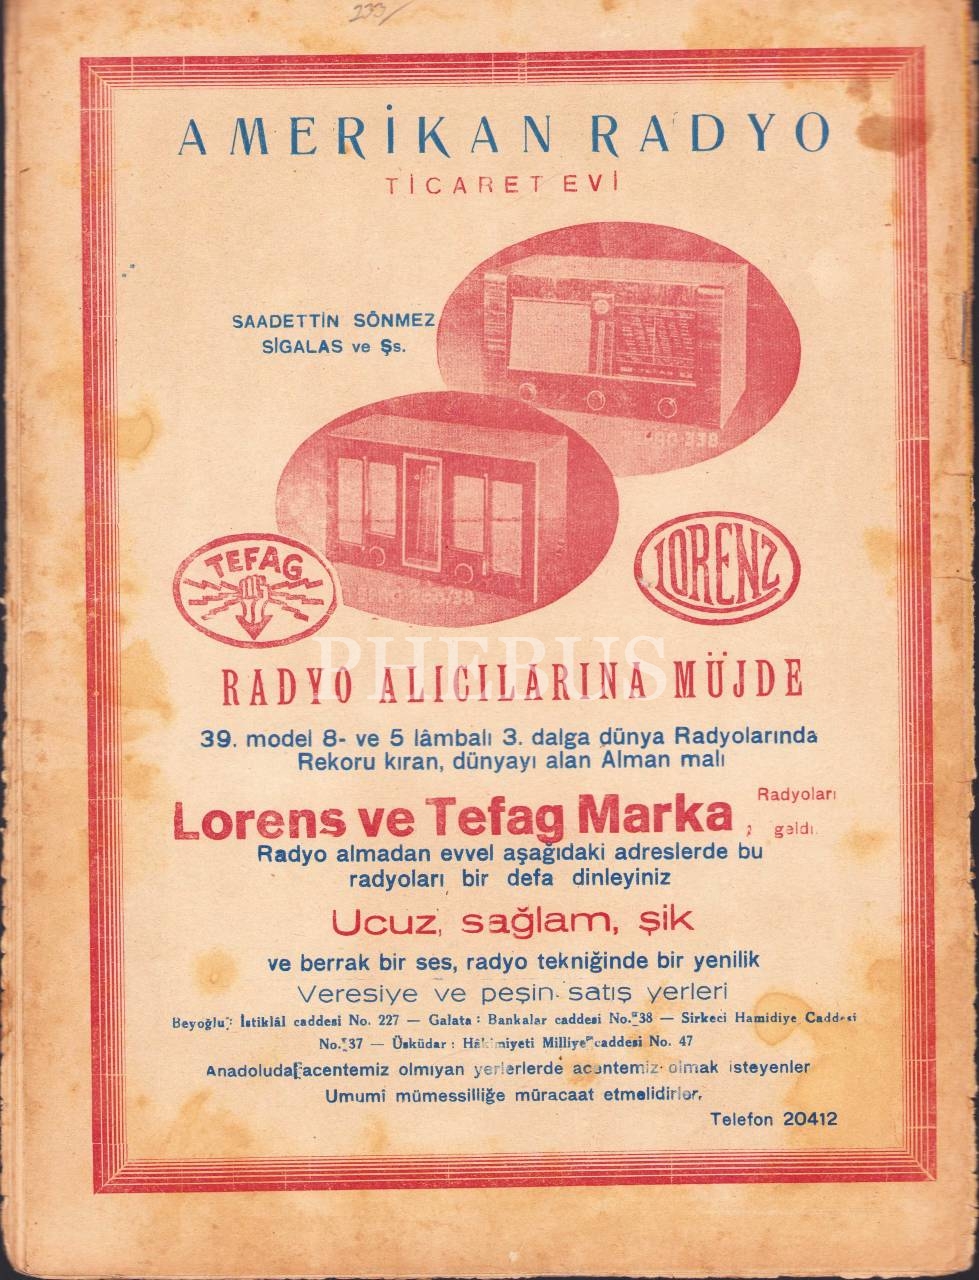 233/
AMERİKAN RADYO
TİCARET EVİ
SAADETTİN SÖNMEZ
SİGALAS ve Şs.
TEFAG
LORENZ
PHEBUS
RADYO ALICILARINA MÜJDE
39. model 8- ve 5 lâmbalı 3. dalga dünya Radyolarında
Rekoru kıran, dünyayı alan Alman malı
Lorens ve Tefag Marka Radyoları
geldi.
Radyo almadan evvel aşağıdaki adreslerde bu
radyoları bir defa dinleyiniz
Ucuz, sağlam, şik
ve berrak bir ses, radyo tekniğinde bir yenilik
Veresiye ve peşin satış yerleri
Beyoğlu: İstiklâl caddesi No. 227 — Galata: Bankalar caddesi No. 38 — Sirkeci Hamidiye Caddesi
No. 37 — Üsküdar: Hâkimiyeti Milliye caddesi No. 47
Anadoluda acentemiz olmıyan yerlerlerde acentemiz olmak isteyenler
Umumî mümessilliğe müracaat etmelidirler.
Telefon 20412